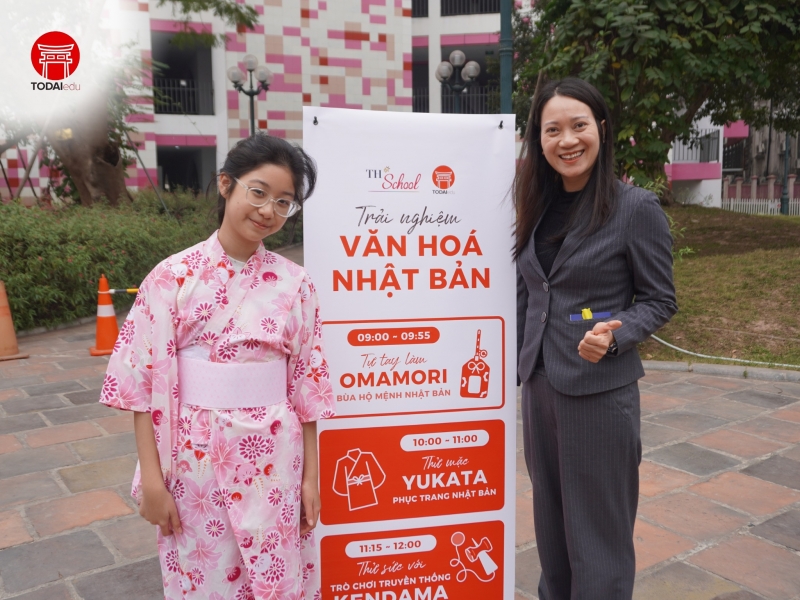 TODAIedu
TH School
TODAIedu
Trải nghiệm
VĂN HOÁ
NHẬT BẢN
09:00 - 09:55
Tự tay làm
OMAMORI
BÙA HỘ MỆNH NHẬT BẢN
10:00 - 11:00
Thử mặc
YUKATA
PHỤC TRANG NHẬT BẢN
11:15 - 12:00
Thử sức với
TRÒ CHƠI TRUYỀN THỐNG
KENDAMA